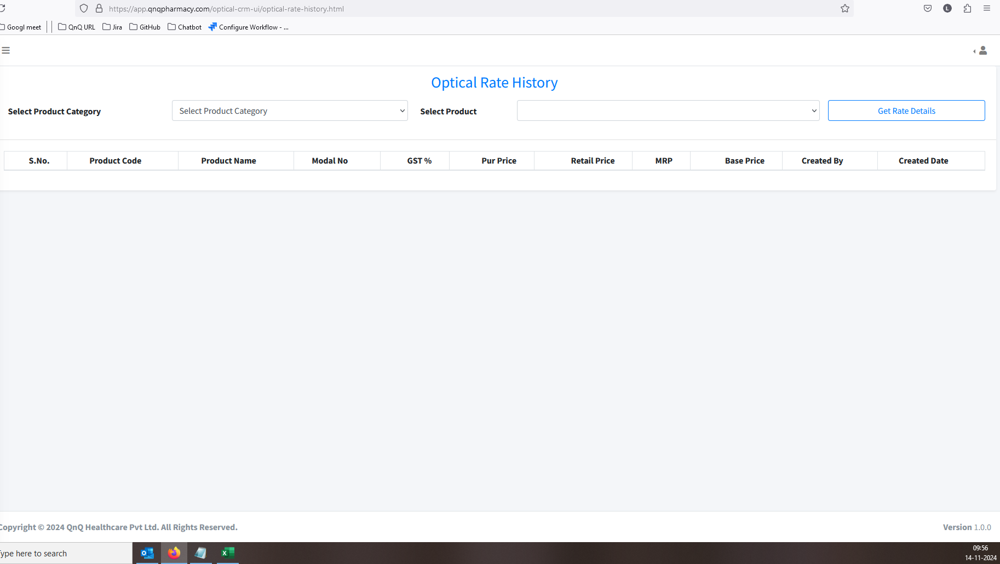 https://app.qnqpharmacy.com/optical-crm-ui/optical-rate-history.html
L
Googl meet QnQ URL Jira GitHub Chatbot Configure Workflow - ...
Optical Rate History
Select Product Category Select Product Category Select Product Get Rate Details
S.No. Product Code Product Name Modal No GST % Pur Price Retail Price MRP Base Price Created By Created Date
Copyright © 2024 QnQ Healthcare Pvt Ltd. All Rights Reserved. Version 1.0.0
Type here to search
09:56
14-11-2024